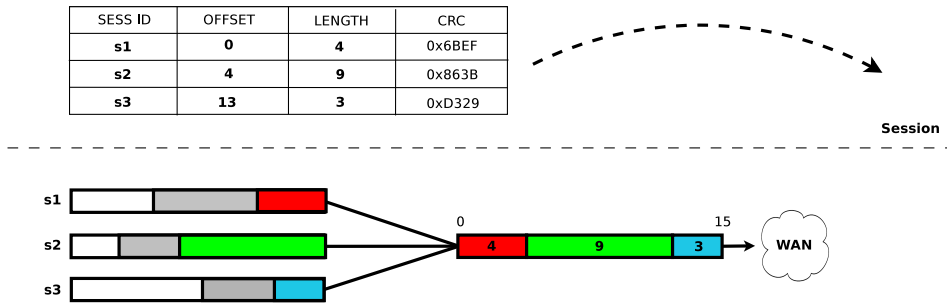 SESS ID OFFSET LENGTH CRC
s1 0 4 0x6BEF
s2 4 9 0x863B
s3 13 3 0xD329
Session
s1
0 15
s2 4 9 3 WAN
s3